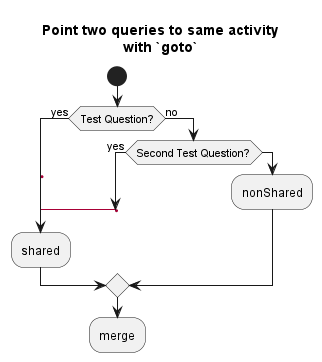 Point two queries to same activity
with `goto`
yes
Test Question?
no
yes
Second Test Question?
nonShared
shared
merge